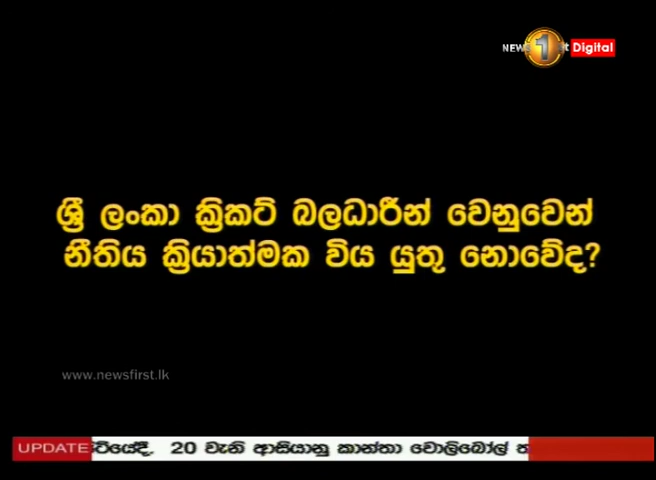 NEWS 1st Digital
ශ්‍රී ලංකා ක්‍රිකට් බලධාරීන් වෙනුවෙන්
නීතිය ක්‍රියාත්මක විය යුතු නොවේද?
www.newsfirst.lk
UPDATE 20 වැනි ආසියානු කාන්තා වොලිබෝල්